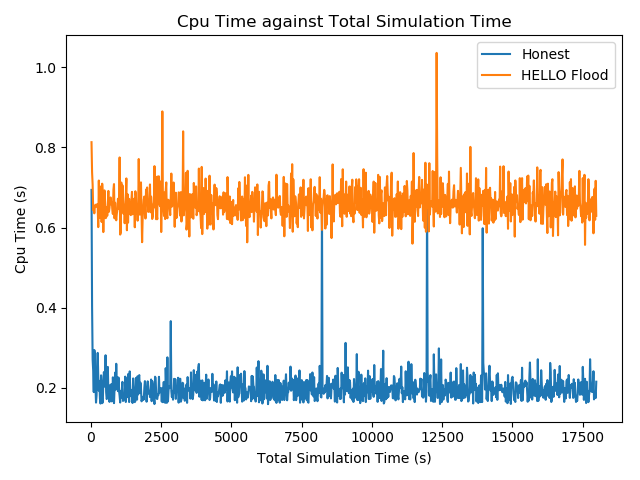 Cpu Time against Total Simulation Time
Honest
HELLO Flood
Cpu Time (s)
1.0
0.8
0.6
0.4
0.2
0
2500
5000
7500
10000
12500
15000
17500
Total Simulation Time (s)